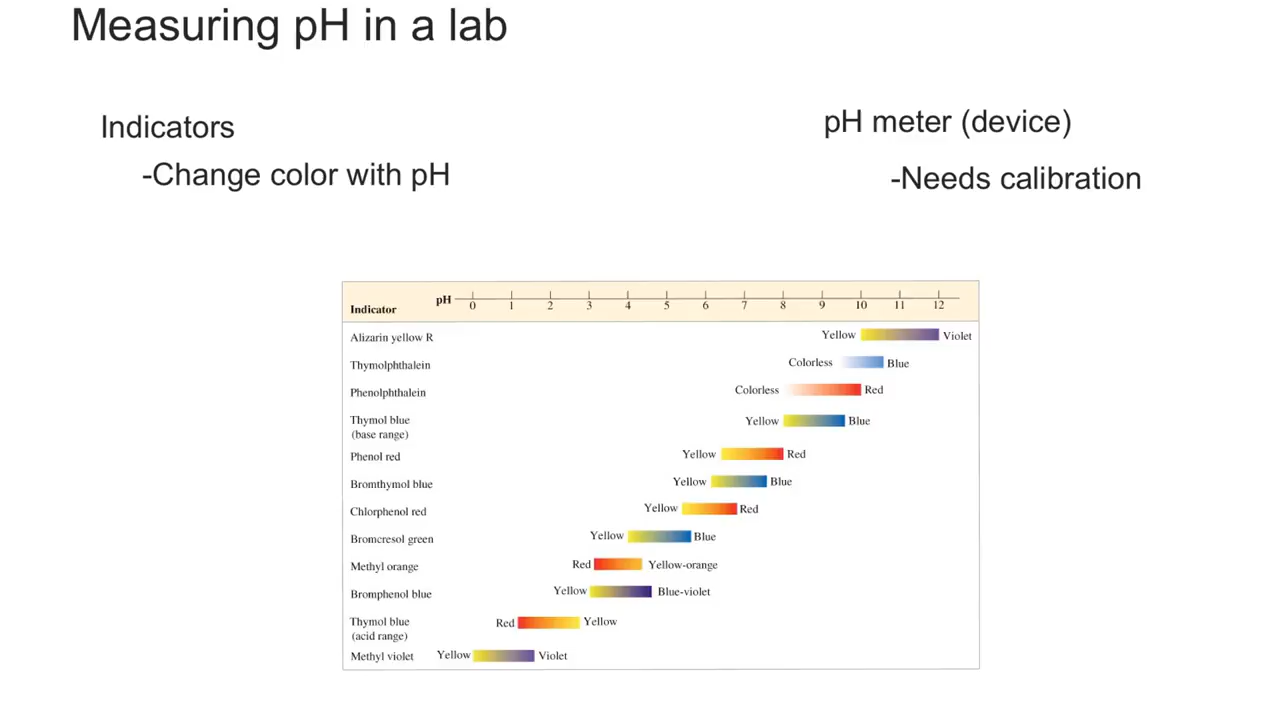 Measuring pH in a lab
Indicators
-Change color with pH
pH meter (device)
-Needs calibration
Indicator pH 0 1 2 3 4 5 6 7 8 9 10 11 12
Alizarin yellow R Yellow Violet
Thymolphthalein Colorless Blue
Phenolphthalein Colorless Red
Thymol blue Yellow Blue
(base range)
Phenol red Yellow Red
Bromthymol blue Yellow Blue
Chlorphenol red Yellow Red
Bromcresol green Yellow Blue
Methyl orange Red Yellow-orange
Bromphenol blue Yellow Blue-violet
Thymol blue Red Yellow
(acid range)
Methyl violet Yellow Violet